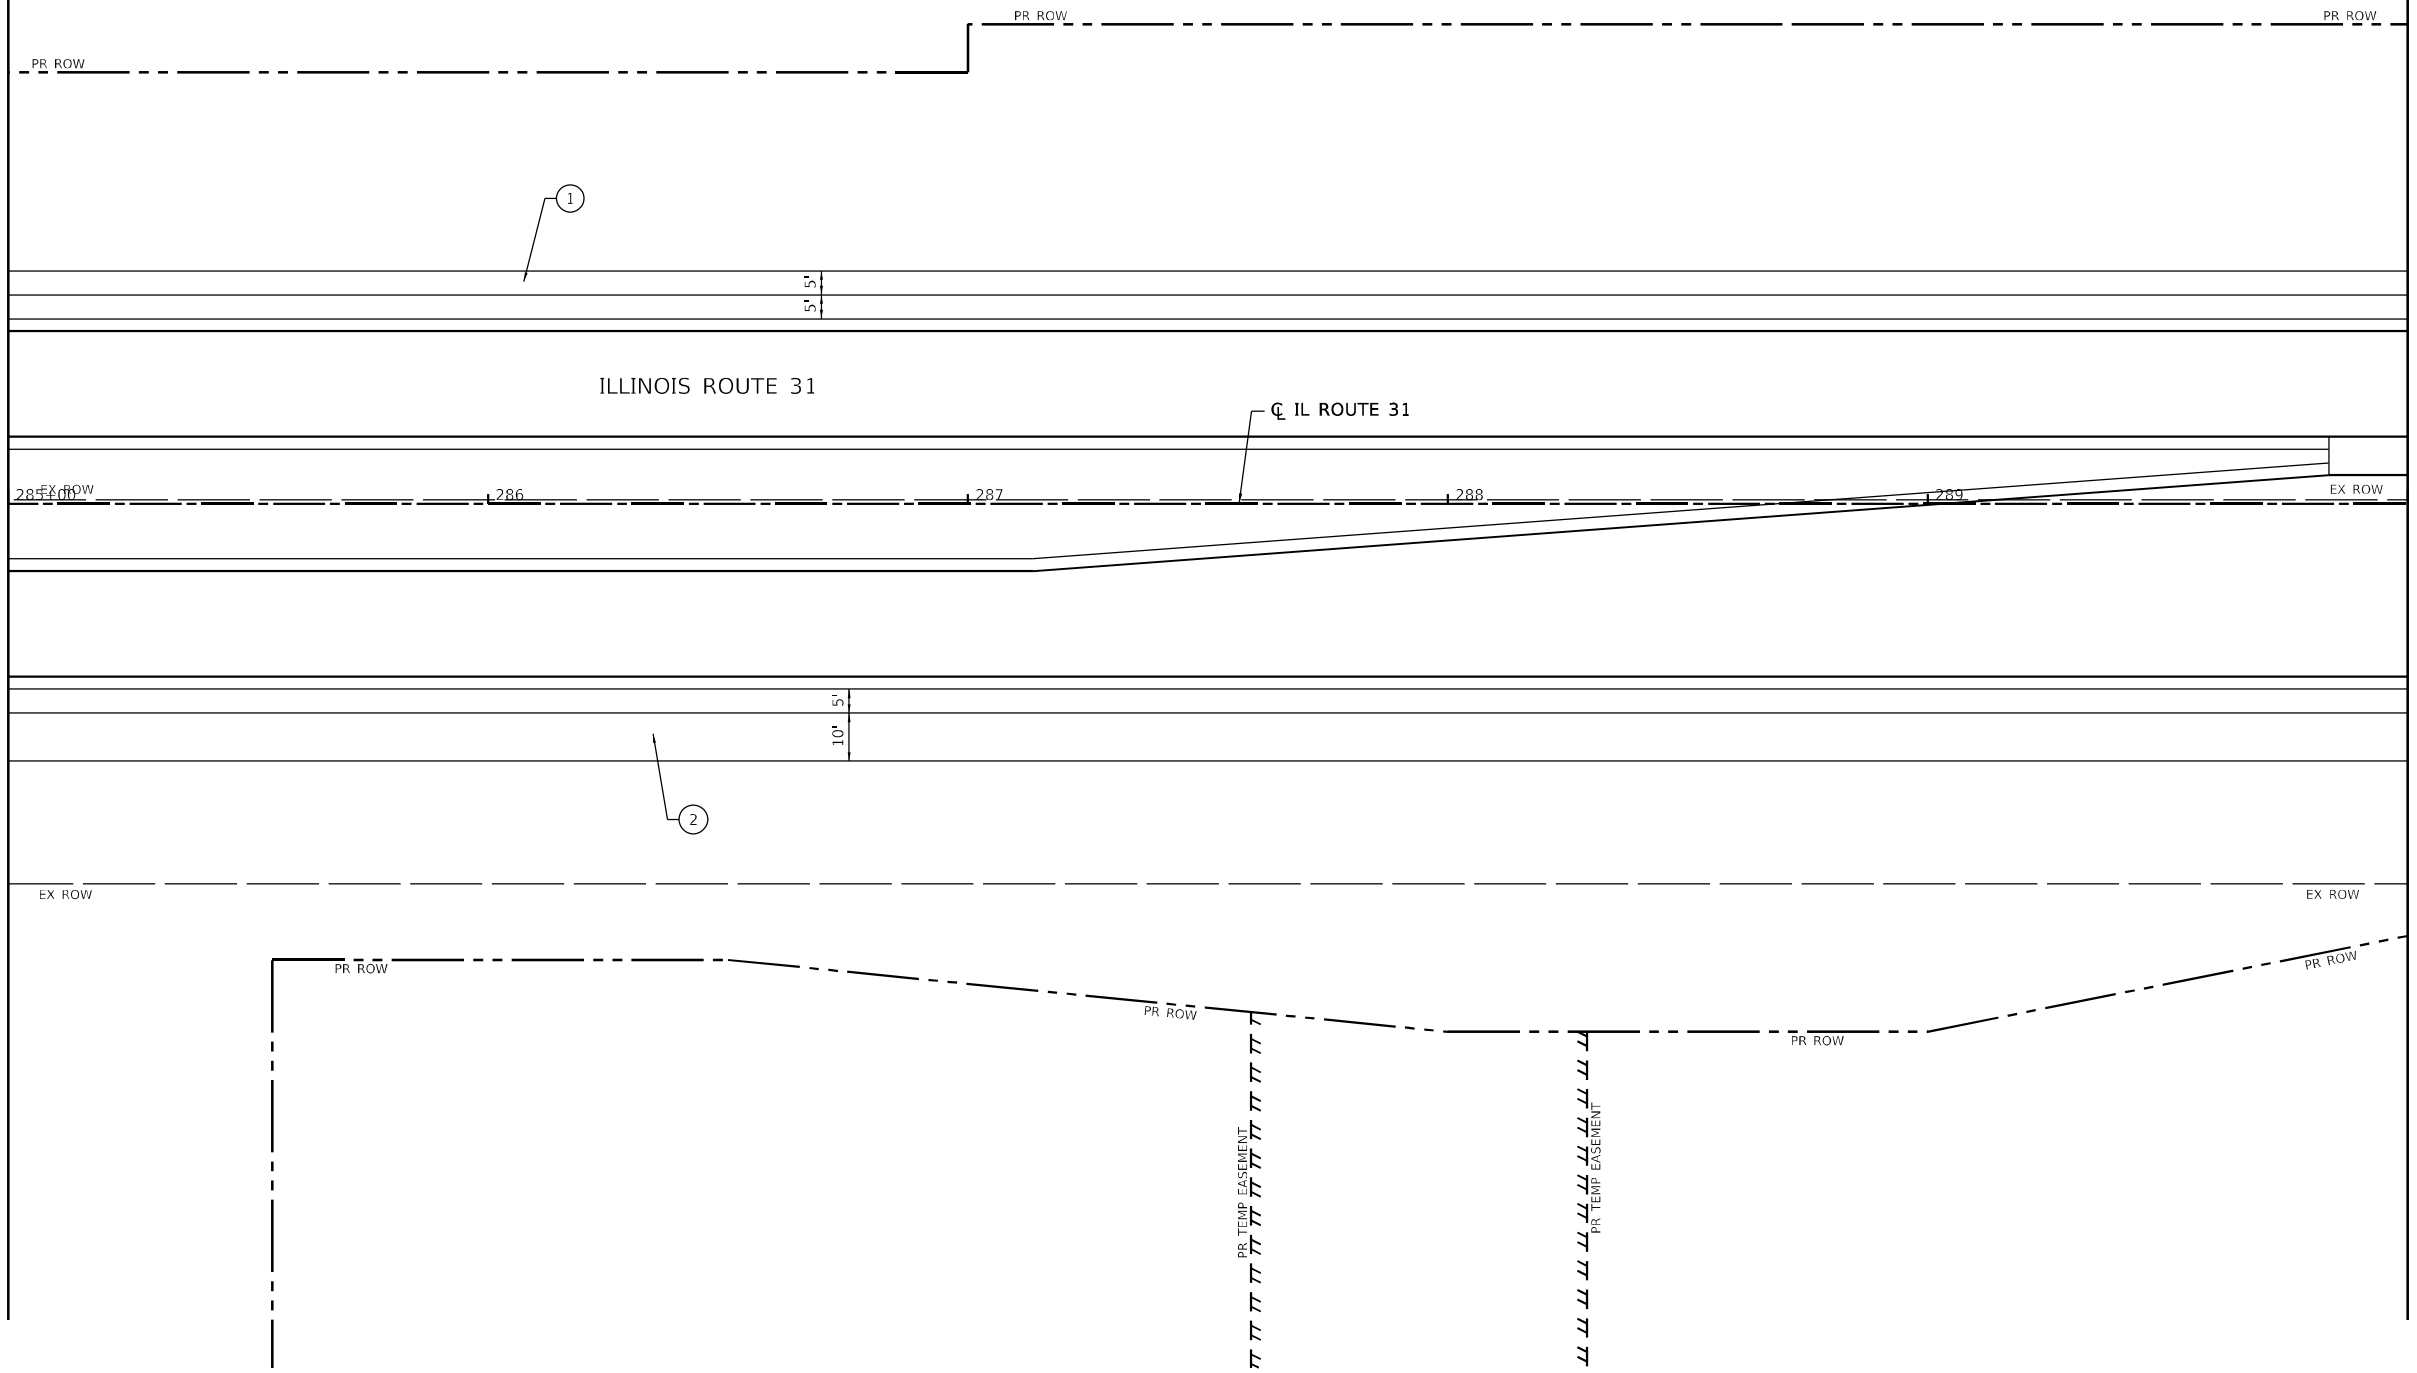 PR ROW
PR ROW
PR ROW
1
5'
5'
ILLINOIS ROUTE 31
℄ IL ROUTE 31
EX ROW
285+00
286
287
288
289
EX ROW
5'
10'
2
EX ROW
EX ROW
PR ROW
PR ROW
PR ROW
PR ROW
PR TEMP EASEMENT
PR TEMP EASEMENT